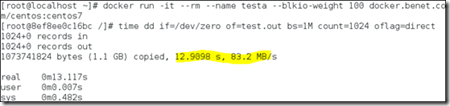 [root@localhost ~]# docker run -it --rm --name testa --blkio-weight 100 docker.benet.co
m/centos:centos7
[root@8ef8ee0c16bc /]# time dd if=/dev/zero of=test.out bs=1M count=1024 oflag=direct
1024+0 records in
1024+0 records out
1073741824 bytes (1.1 GB) copied, 12.9098 s, 83.2 MB/s
real 0m13.117s
user 0m0.007s
sys 0m0.482s